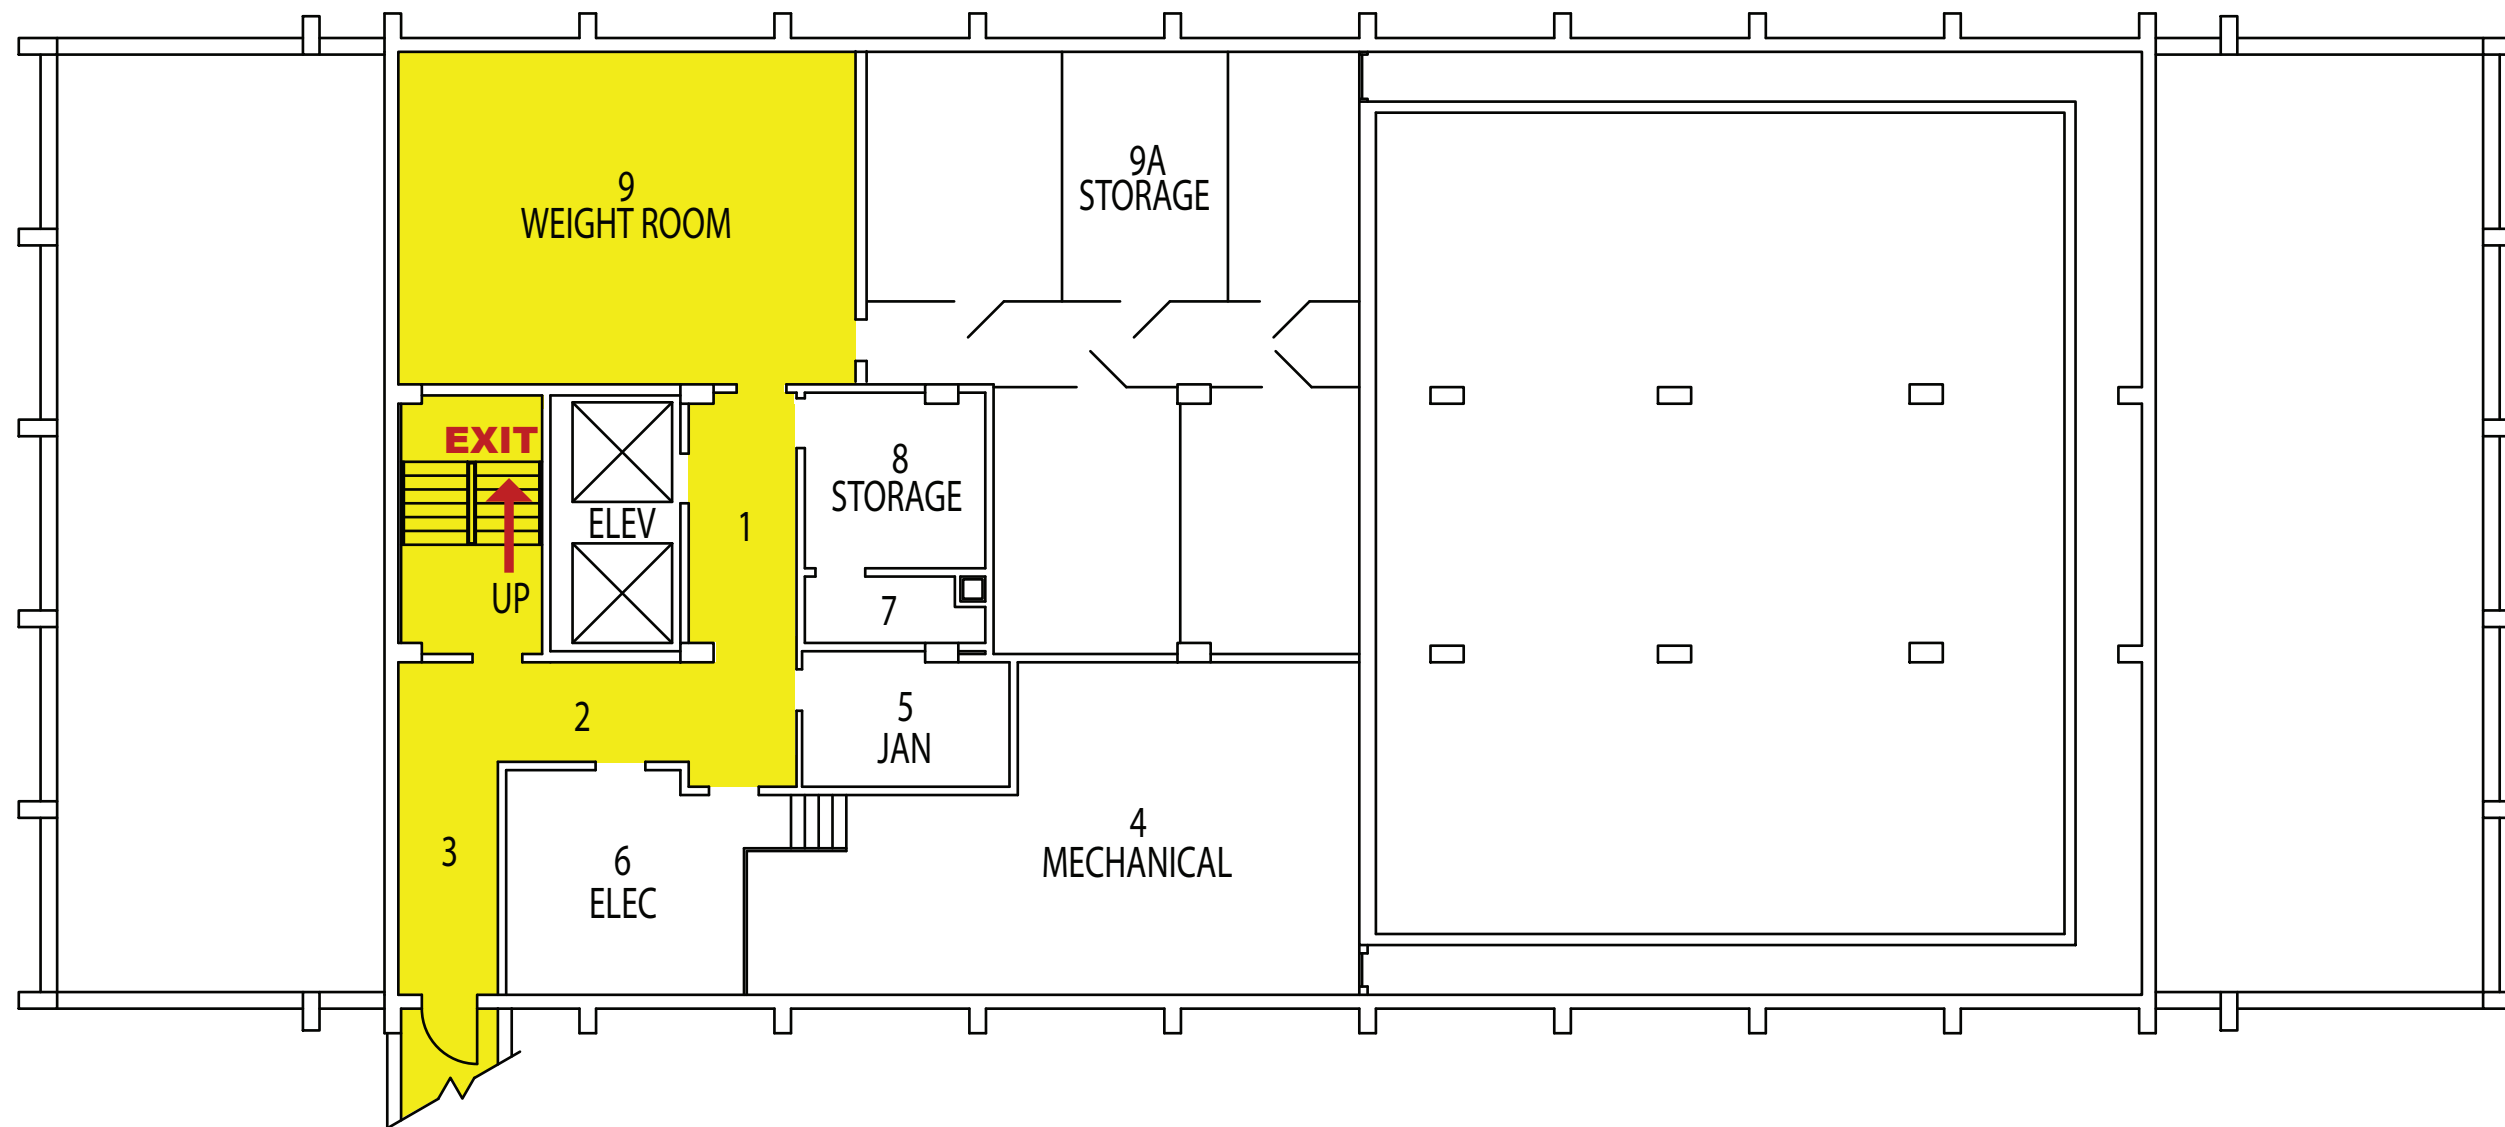 9
WEIGHT ROOM
9A
STORAGE
EXIT
UP
ELEV
1
8
STORAGE
7
2
5
JAN
3
6
ELEC
4
MECHANICAL